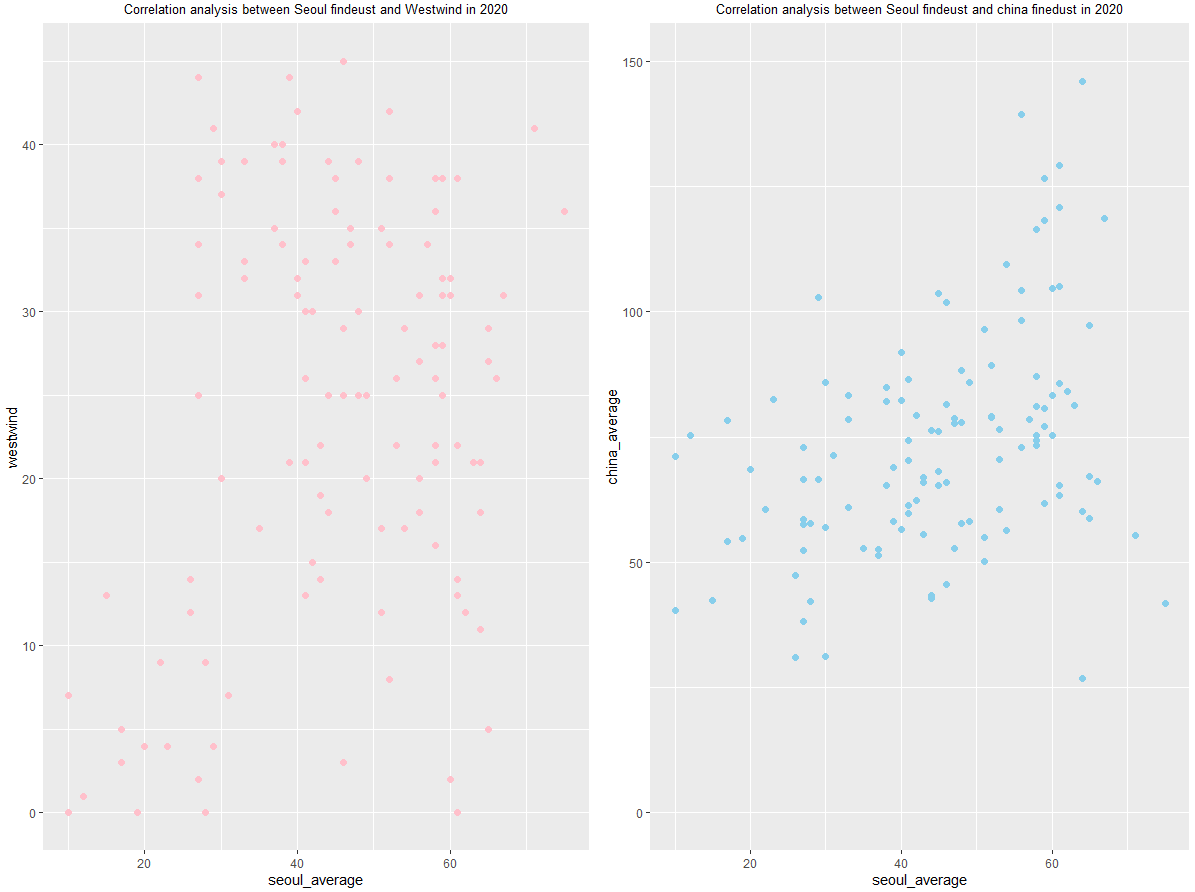 Correlation analysis between Seoul findeust and Westwind in 2020
westwind
40
30
20
10
0
20 40 60
seoul_average
Correlation analysis between Seoul findeust and china finedust in 2020
china_average
150
100
50
0
20 40 60
seoul_average